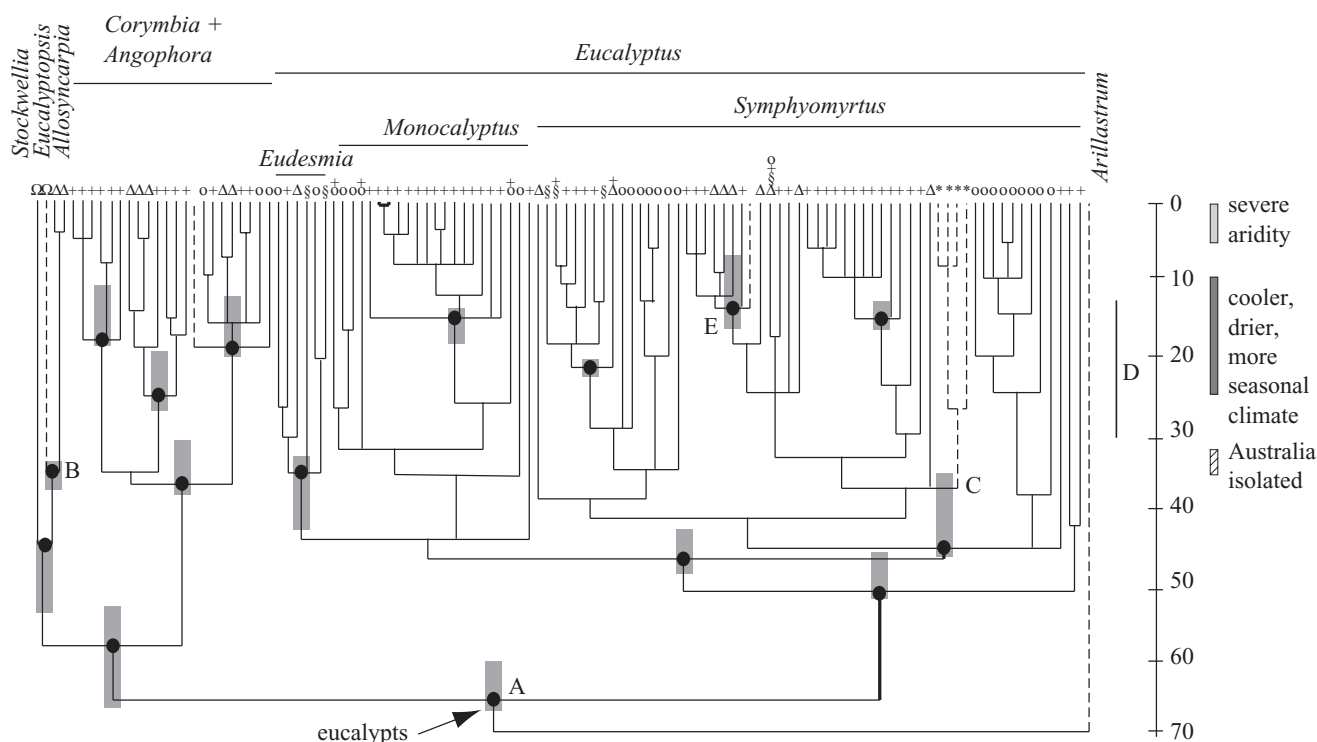 Corymbia +
Angophora
Eucalyptus
Stockwellia
Eucalyptopsis
Allosyncarpia
Arillastrum
Symphyomyrtus
Monocalyptus
Eudesmia
0
severe
aridity
10
cooler,
drier,
more
seasonal
climate
E
20
D
30
Australia
isolated
B
C
40
50
60
A
eucalypts
70